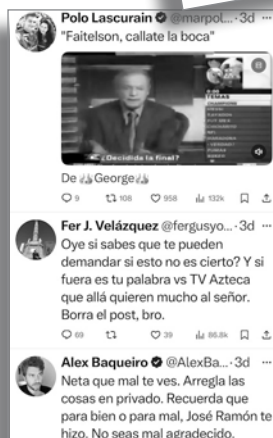 Polo Lascurain @marpol... · 3d ...
"Faitelson, callate la boca"
TEMAS
¿Decidida la final?
De George
9 108 958 132k
Fer J. Velázquez @fergusyo... · 3d ...
Oye si sabes que te pueden
demandar si esto no es cierto? Y si
fuera es tu palabra vs TV Azteca
que allá quieren mucho al señor.
Borra el post, bro.
69 39 86.8k
Alex Baqueiro @AlexBa... · 3d ...
Neta que mal te ves. Arregla las
cosas en privado. Recuerda que
para bien o para mal, José Ramón te
hizo. No seas mal agradecido.